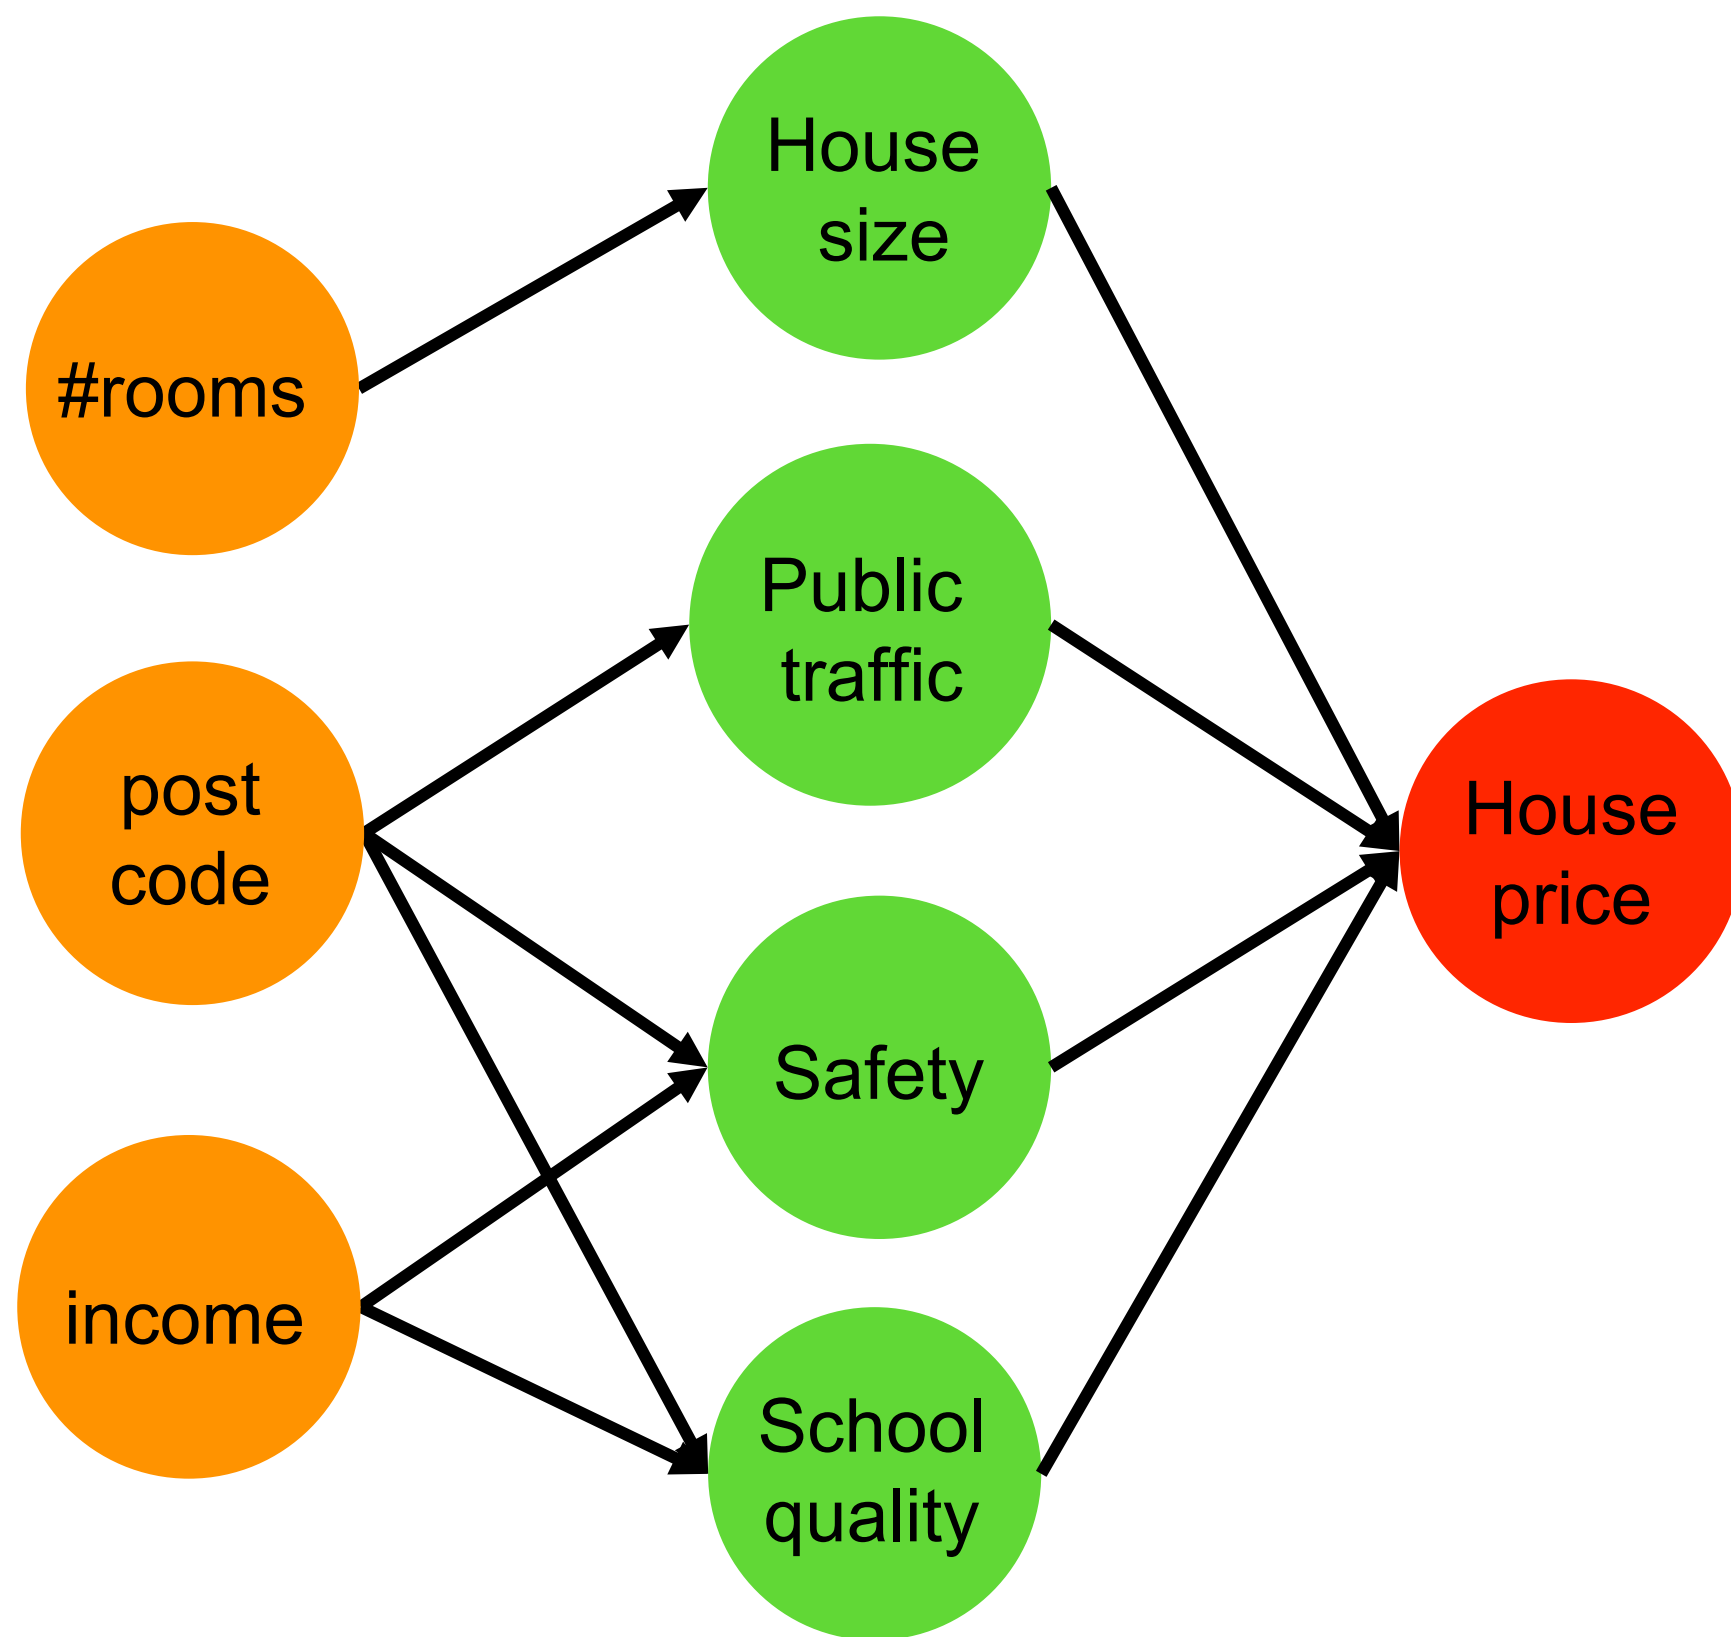 #rooms
post
code
income
House
size
Public
traffic
Safety
School
quality
House
price